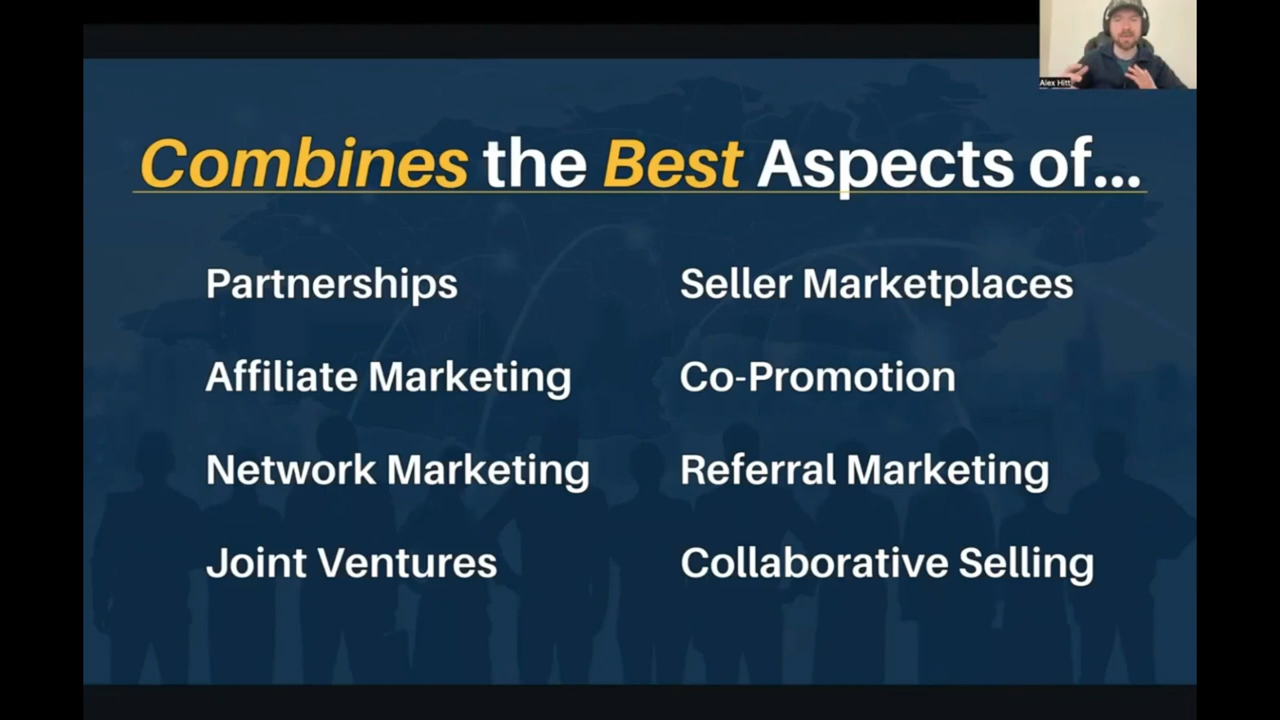 Alex Hitt
Combines the Best Aspects of...
Partnerships
Affiliate Marketing
Network Marketing
Joint Ventures
Seller Marketplaces
Co-Promotion
Referral Marketing
Collaborative Selling